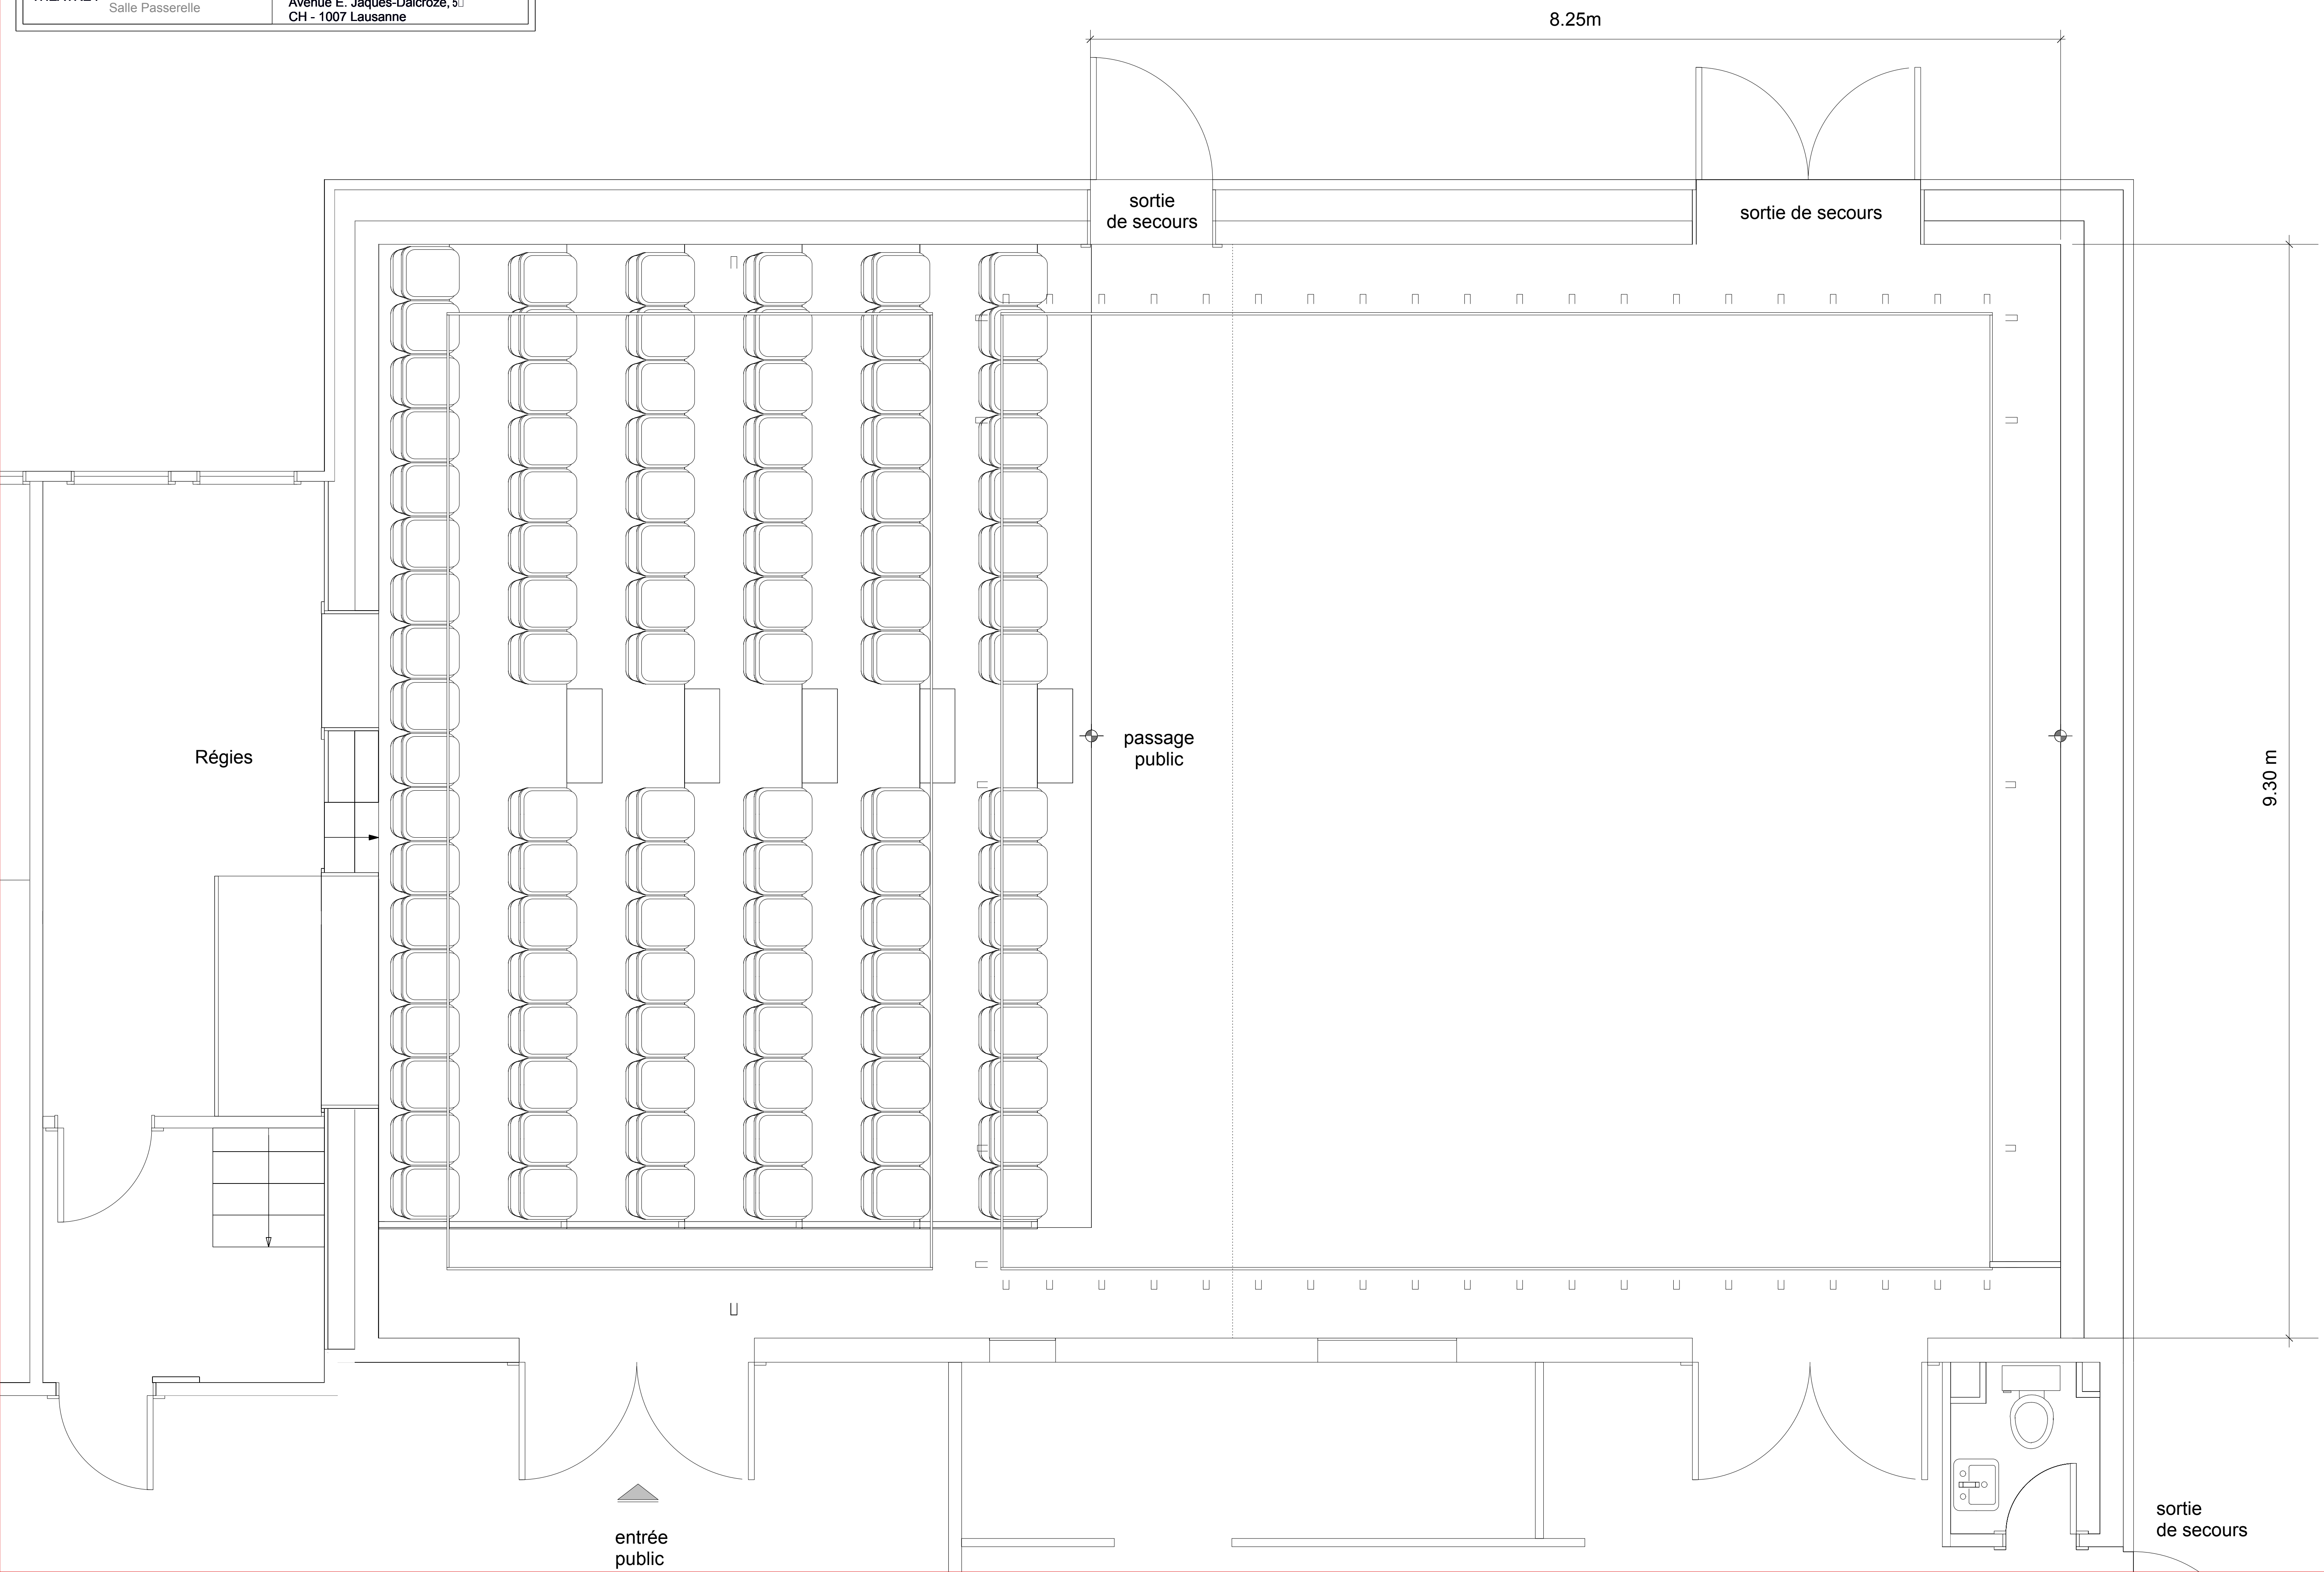 Salle Passerelle
Avenue E. Jaques-Dalcroze, 5
CH - 1007 Lausanne
8.25m
sortie
de secours
sortie de secours
Régies
passage
public
9.30 m
entrée
public
sortie
de secours